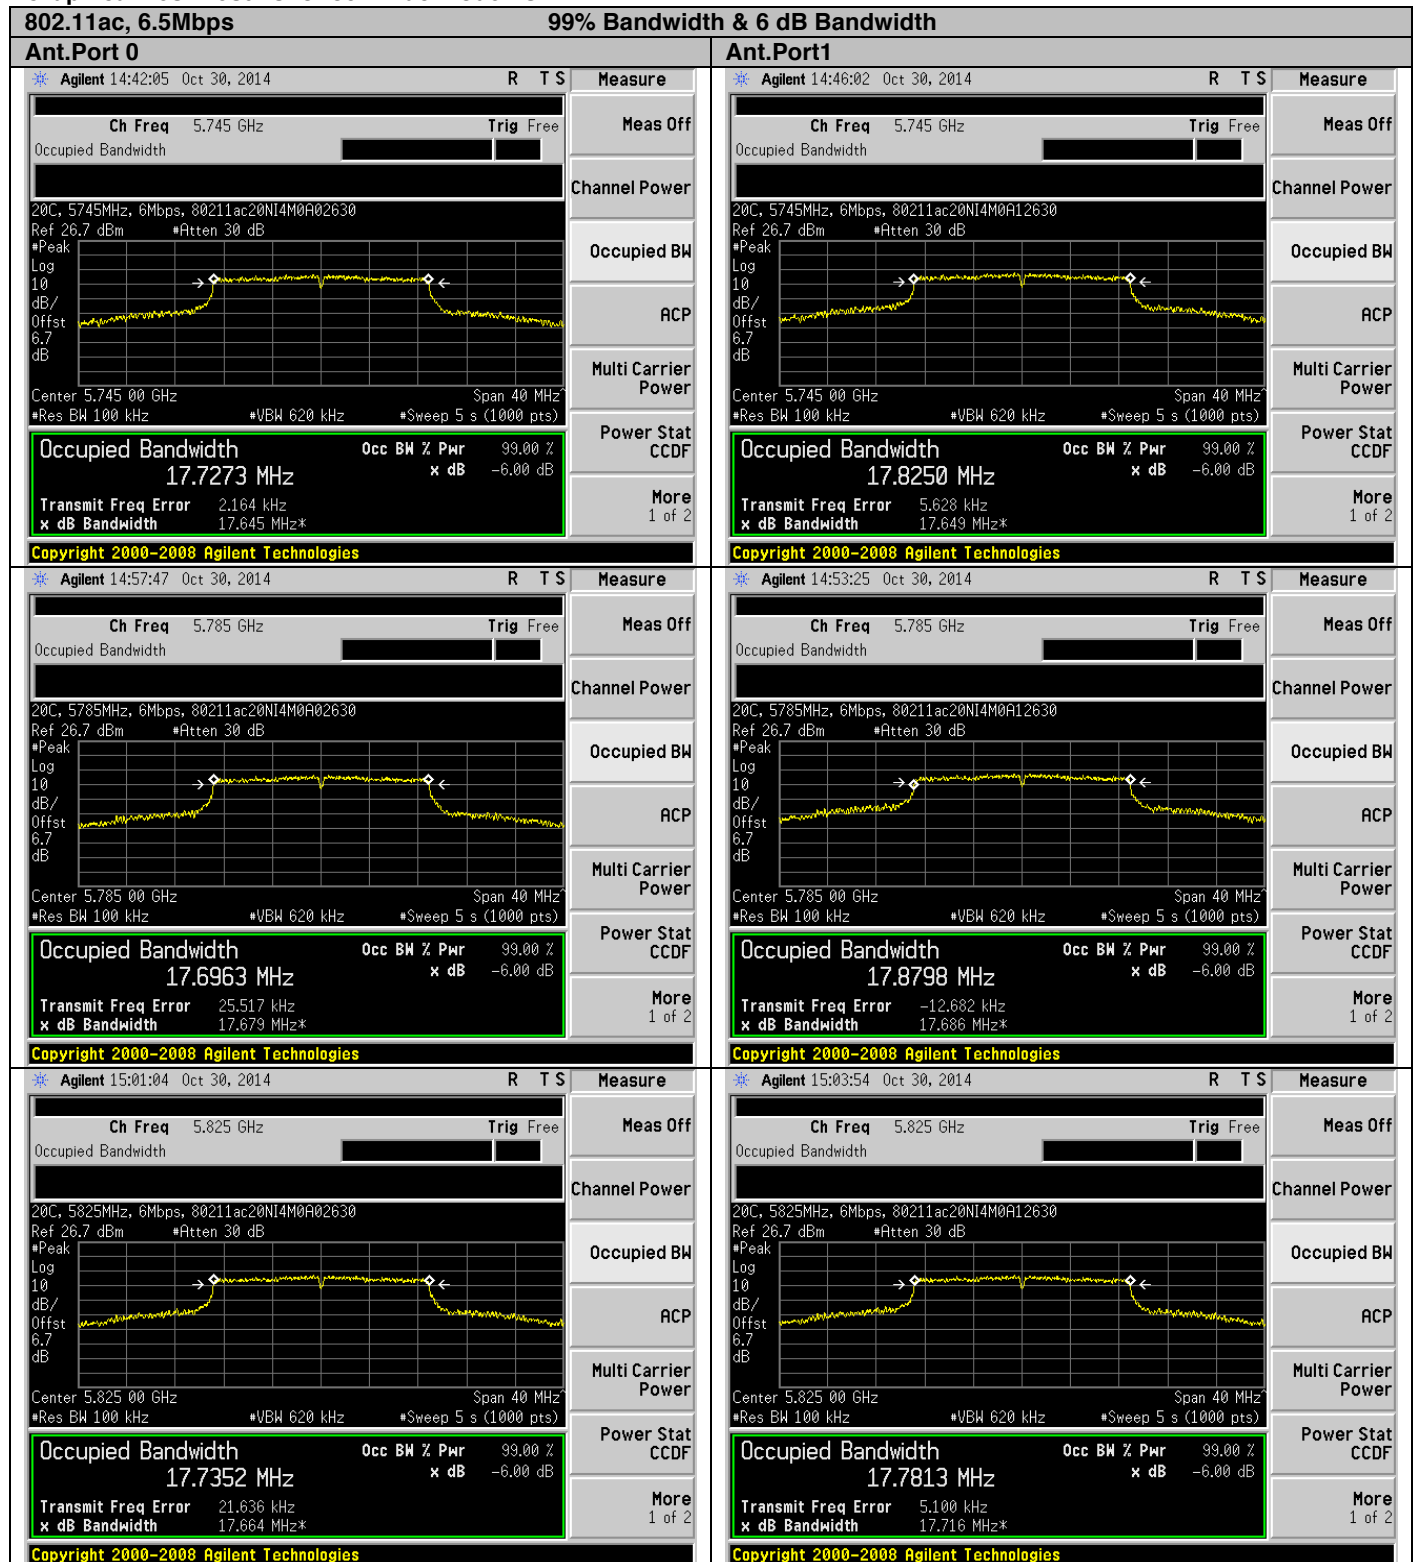 802.11ac, 6.5Mbps 99% Bandwidth & 6 dB Bandwidth
Ant.Port 0
Ant.Port1
Agilent 14:42:05 Oct 30, 2014 R T S Measure
Ch Freq 5.745 GHz Trig Free
Occupied Bandwidth
20C, 5745MHz, 6Mbps, 80211ac20NI4M0A02630
Ref 26.7 dBm #Atten 30 dB
#Peak
Log
10
dB/
Offst
6.7
dB
Center 5.745 00 GHz Span 40 MHz^
#Res BW 100 kHz #VBW 620 kHz #Sweep 5 s (1000 pts)
Occupied Bandwidth Occ BW % Pwr 99.00 %
17.7273 MHz x dB -6.00 dB
Transmit Freq Error 2.164 kHz
x dB Bandwidth 17.645 MHz*
Meas Off
Channel Power
Occupied BW
ACP
Multi Carrier
Power
Power Stat
CCDF
More
1 of 2
Copyright 2000-2008 Agilent Technologies
Agilent 14:46:02 Oct 30, 2014 R T S Measure
Ch Freq 5.745 GHz Trig Free
Occupied Bandwidth
20C, 5745MHz, 6Mbps, 80211ac20NI4M0A12630
Ref 26.7 dBm #Atten 30 dB
#Peak
Log
10
dB/
Offst
6.7
dB
Center 5.745 00 GHz Span 40 MHz^
#Res BW 100 kHz #VBW 620 kHz #Sweep 5 s (1000 pts)
Occupied Bandwidth Occ BW % Pwr 99.00 %
17.8250 MHz x dB -6.00 dB
Transmit Freq Error 5.628 kHz
x dB Bandwidth 17.649 MHz*
Meas Off
Channel Power
Occupied BW
ACP
Multi Carrier
Power
Power Stat
CCDF
More
1 of 2
Copyright 2000-2008 Agilent Technologies
Agilent 14:57:47 Oct 30, 2014 R T S Measure
Ch Freq 5.785 GHz Trig Free
Occupied Bandwidth
20C, 5785MHz, 6Mbps, 80211ac20NI4M0A02630
Ref 26.7 dBm #Atten 30 dB
#Peak
Log
10
dB/
Offst
6.7
dB
Center 5.785 00 GHz Span 40 MHz^
#Res BW 100 kHz #VBW 620 kHz #Sweep 5 s (1000 pts)
Occupied Bandwidth Occ BW % Pwr 99.00 %
17.6963 MHz x dB -6.00 dB
Transmit Freq Error 25.517 kHz
x dB Bandwidth 17.679 MHz*
Meas Off
Channel Power
Occupied BW
ACP
Multi Carrier
Power
Power Stat
CCDF
More
1 of 2
Copyright 2000-2008 Agilent Technologies
Agilent 14:53:25 Oct 30, 2014 R T S Measure
Ch Freq 5.785 GHz Trig Free
Occupied Bandwidth
20C, 5785MHz, 6Mbps, 80211ac20NI4M0A12630
Ref 26.7 dBm #Atten 30 dB
#Peak
Log
10
dB/
Offst
6.7
dB
Center 5.785 00 GHz Span 40 MHz^
#Res BW 100 kHz #VBW 620 kHz #Sweep 5 s (1000 pts)
Occupied Bandwidth Occ BW % Pwr 99.00 %
17.8798 MHz x dB -6.00 dB
Transmit Freq Error -12.682 kHz
x dB Bandwidth 17.686 MHz*
Meas Off
Channel Power
Occupied BW
ACP
Multi Carrier
Power
Power Stat
CCDF
More
1 of 2
Copyright 2000-2008 Agilent Technologies
Agilent 15:01:04 Oct 30, 2014 R T S Measure
Ch Freq 5.825 GHz Trig Free
Occupied Bandwidth
20C, 5825MHz, 6Mbps, 80211ac20NI4M0A02630
Ref 26.7 dBm #Atten 30 dB
#Peak
Log
10
dB/
Offst
6.7
dB
Center 5.825 00 GHz Span 40 MHz^
#Res BW 100 kHz #VBW 620 kHz #Sweep 5 s (1000 pts)
Occupied Bandwidth Occ BW % Pwr 99.00 %
17.7352 MHz x dB -6.00 dB
Transmit Freq Error 21.636 kHz
x dB Bandwidth 17.664 MHz*
Meas Off
Channel Power
Occupied BW
ACP
Multi Carrier
Power
Power Stat
CCDF
More
1 of 2
Copyright 2000-2008 Agilent Technologies
Agilent 15:03:54 Oct 30, 2014 R T S Measure
Ch Freq 5.825 GHz Trig Free
Occupied Bandwidth
20C, 5825MHz, 6Mbps, 80211ac20NI4M0A12630
Ref 26.7 dBm #Atten 30 dB
#Peak
Log
10
dB/
Offst
6.7
dB
Center 5.825 00 GHz Span 40 MHz^
#Res BW 100 kHz #VBW 620 kHz #Sweep 5 s (1000 pts)
Occupied Bandwidth Occ BW % Pwr 99.00 %
17.7813 MHz x dB -6.00 dB
Transmit Freq Error 5.100 kHz
x dB Bandwidth 17.716 MHz*
Meas Off
Channel Power
Occupied BW
ACP
Multi Carrier
Power
Power Stat
CCDF
More
1 of 2
Copyright 2000-2008 Agilent Technologies